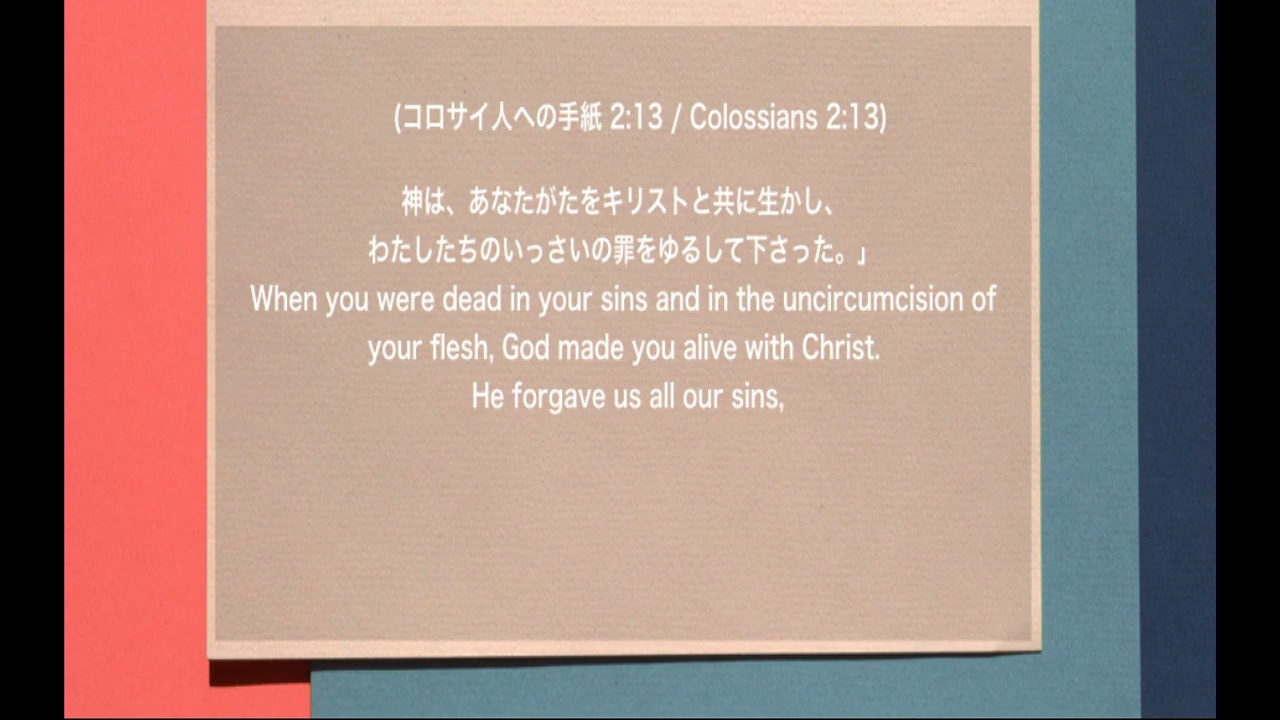 (コロサイ人への手紙 2:13 / Colossians 2:13)
神は、あなたがたをキリストと共に生かし、
わたしたちのいっさいの罪をゆるして下さった。」
When you were dead in your sins and in the uncircumcision of
your flesh, God made you alive with Christ.
He forgave us all our sins,